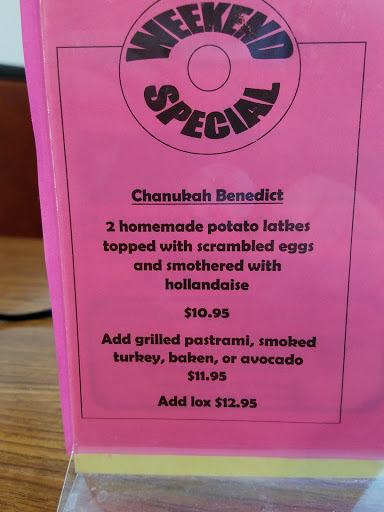 WEEKEND
SPECIAL
Chanukah Benedict
2 homemade potato latkes
topped with scrambled eggs
and smothered with
hollandaise
$10.95
Add grilled pastrami, smoked
turkey, baken, or avocado
$11.95
Add lox $12.95